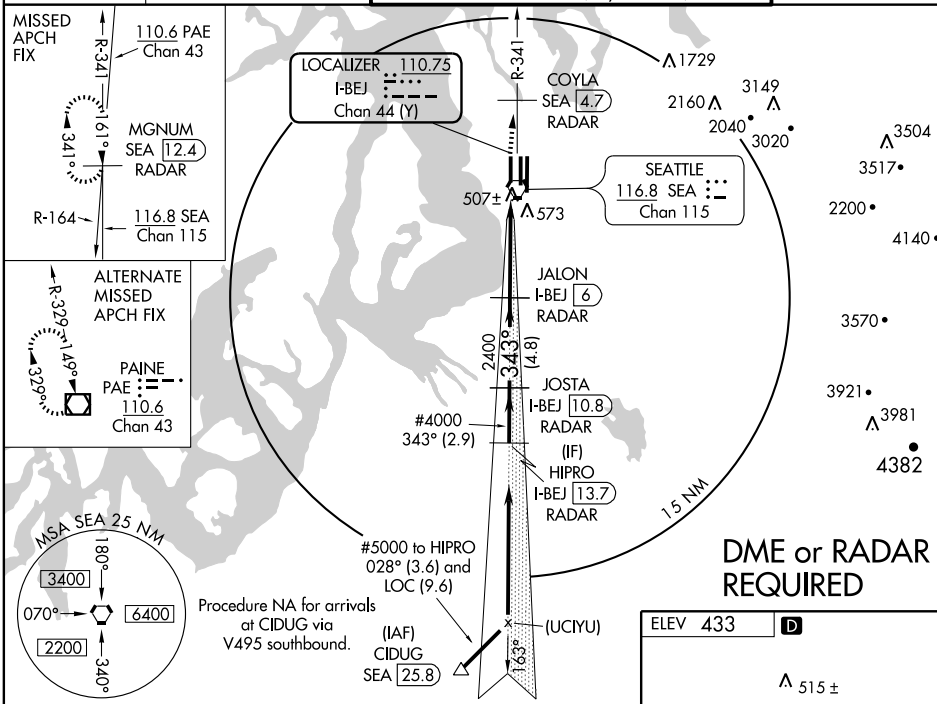 MISSED
APCH
FIX
R-341
110.6 PAE
Chan 43
161°
341°
MGNUM
SEA 12.4
RADAR
R-164
116.8 SEA
Chan 115
ALTERNATE
MISSED
APCH FIX
R-329
149°
329°
PAINE
PAE
110.6
Chan 43
LOCALIZER 110.75
I-BEJ
Chan 44 (Y)
R-341
COYLA
SEA 4.7
RADAR
1729
2160
3149
2040
3020
3504
3517
2200
4140
SEATTLE
116.8 SEA
Chan 115
507±
573
JALON
I-BEJ 6
RADAR
2400
343°
(4.8)
3570
JOSTA
I-BEJ 10.8
RADAR
#4000
343° (2.9)
(IF)
HIPRO
I-BEJ 13.7
RADAR
3921
3981
4382
15 NM
MSA SEA 25 NM
180°
3400
070°
6400
2200
340°
#5000 to HIPRO
028° (3.6) and
LOC (9.6)
Procedure NA for arrivals
at CIDUG via
V495 southbound.
(IAF)
CIDUG
SEA 25.8
(UCIYU)
163°
DME or RADAR
REQUIRED
ELEV 433 D
515 ±